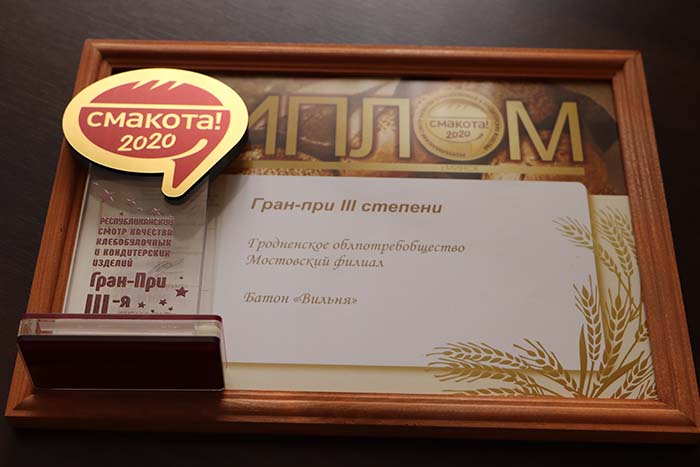 СМАКОТА!
2020
РЕСПУБЛИКАНСКИЙ
СМОТР КАЧЕСТВА
ХЛЕБОБУЛОЧНЫХ
И КОНДИТЕРСКИХ
ИЗДЕЛИЙ
Гран-При
III-я
ИПЛОМ
СМАКОТА!
2020
г.МИНСК
Гран-при III степени
Гродненское облпотребобщество
Мостовский филиал
Батон «Вильня»